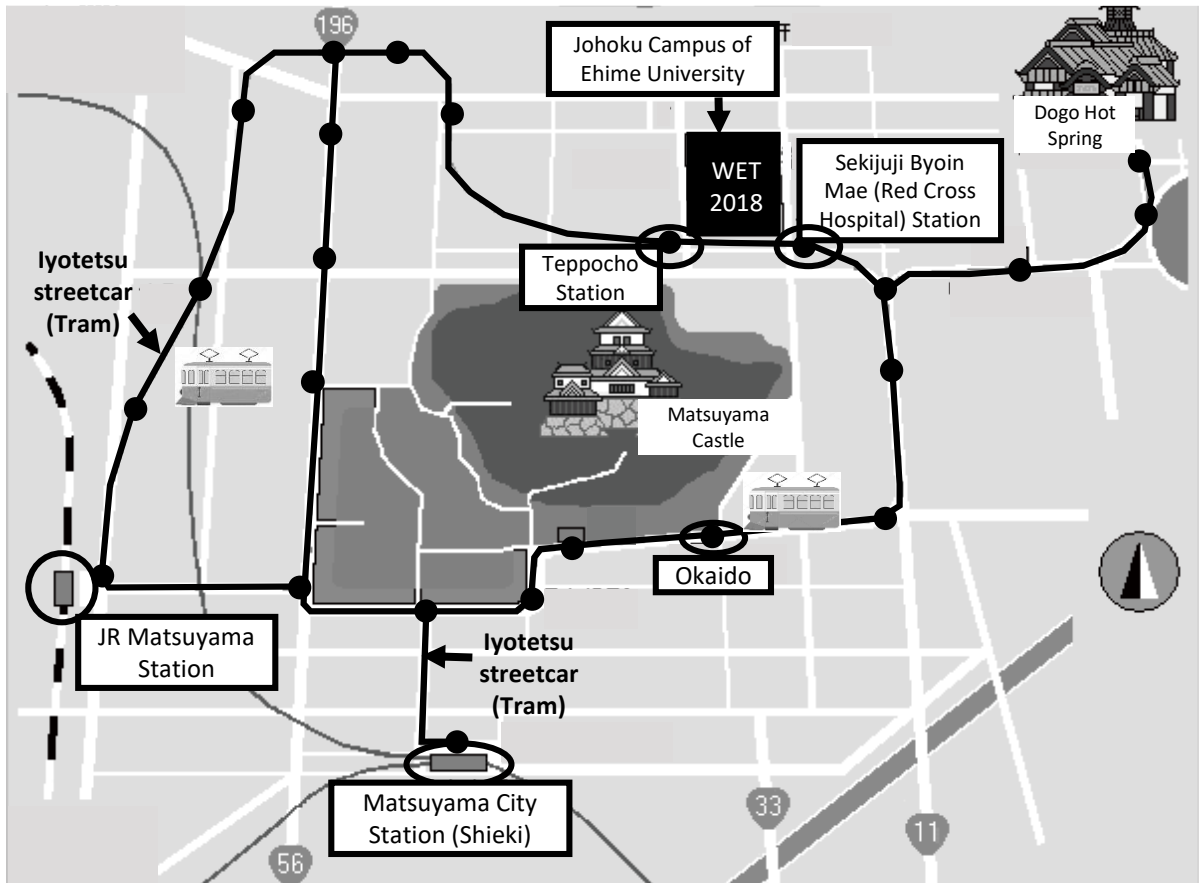 196
Johoku Campus of
Ehime University
Dogo Hot
Spring
WET
2018
Sekijuji Byoin
Mae (Red Cross
Hospital) Station
Iyotetsu
streetcar
(Tram)
Teppocho
Station
Matsuyama
Castle
Okaido
JR Matsuyama
Station
Iyotetsu
streetcar
(Tram)
Matsuyama City
Station (Shieki)
33
11
56